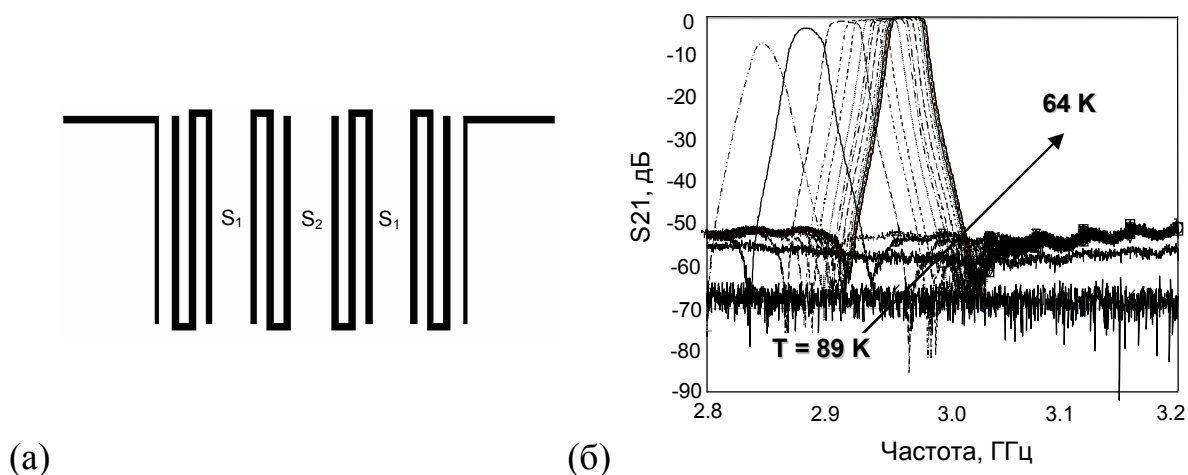 S₁
S₂
S₁
(а)
0
-10
-20
-30
-40
-50
-60
-70
-80
-90
S21, дБ
64 K
T = 89 K
2.8
2.9
3.0
3.1
3.2
Частота, ГГц
(б)